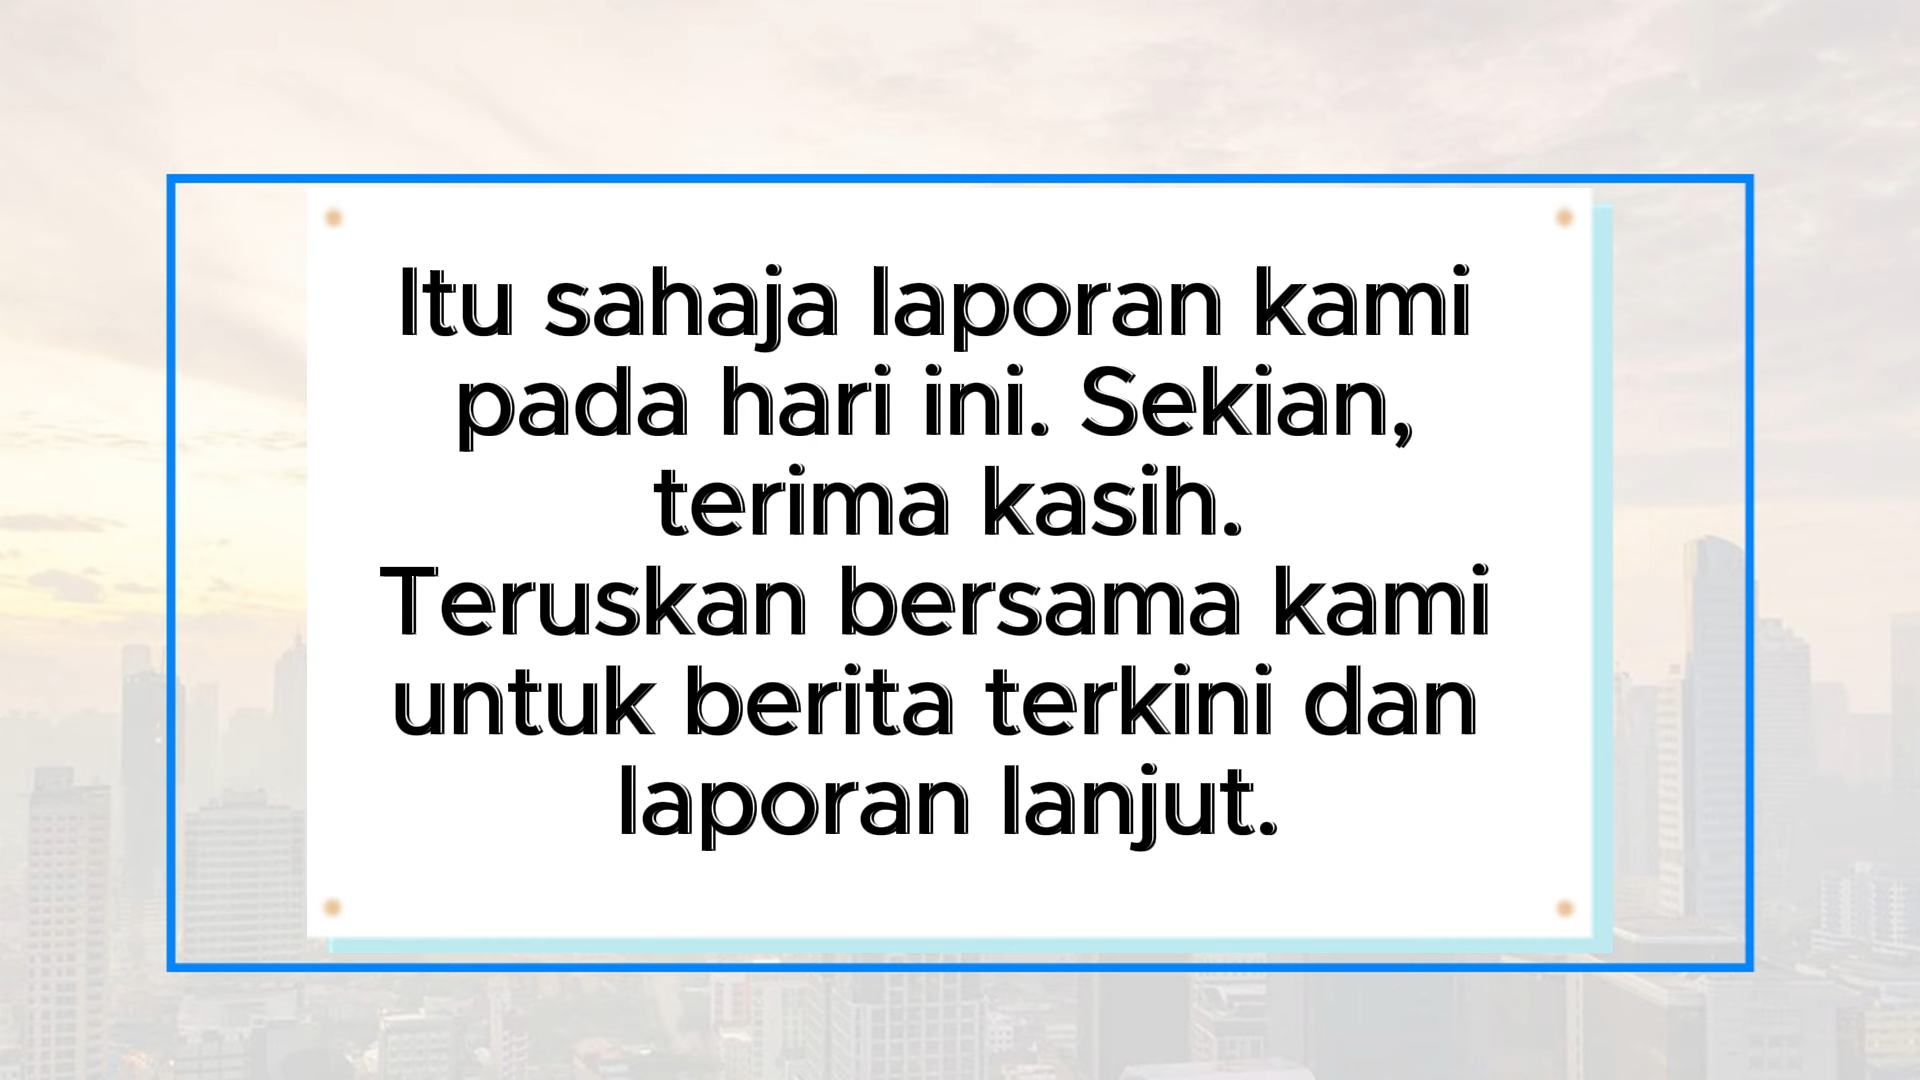 Itu sahaja laporan kami
pada hari ini. Sekian,
terima kasih.
Teruskan bersama kami
untuk berita terkini dan
laporan lanjut.